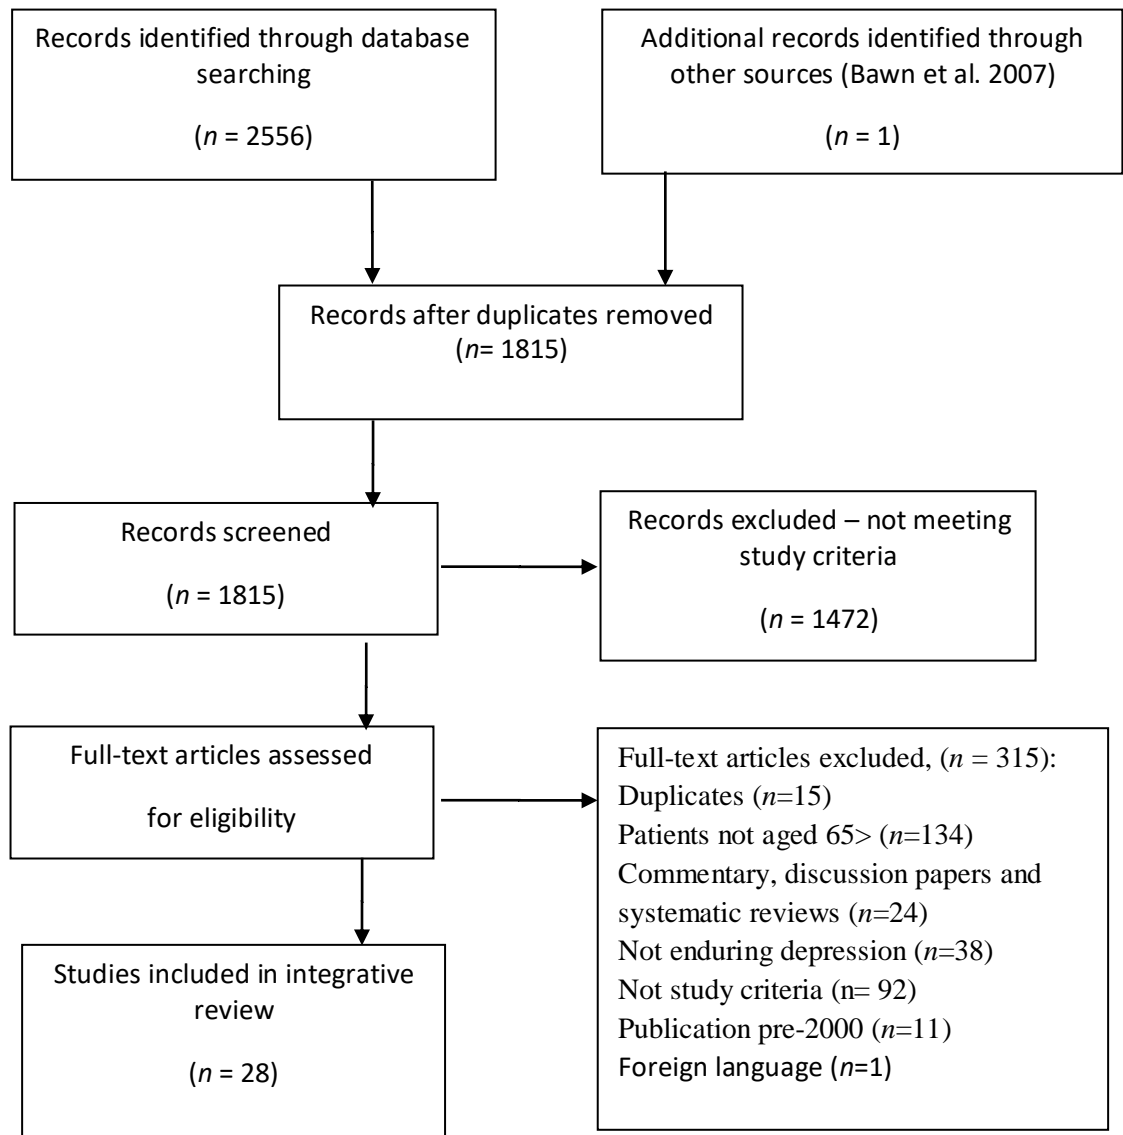 Records identified through database
searching
(n = 2556)
Additional records identified through
other sources (Bawn et al. 2007)
(n = 1)
Records after duplicates removed
(n= 1815)
Records screened
(n = 1815)
Records excluded – not meeting
study criteria
(n = 1472)
Full-text articles assessed
for eligibility
Full-text articles excluded, (n = 315):
Duplicates (n=15)
Patients not aged 65> (n=134)
Commentary, discussion papers and
systematic reviews (n=24)
Not enduring depression (n=38)
Not study criteria (n= 92)
Publication pre-2000 (n=11)
Foreign language (n=1)
Studies included in integrative
review
(n = 28)